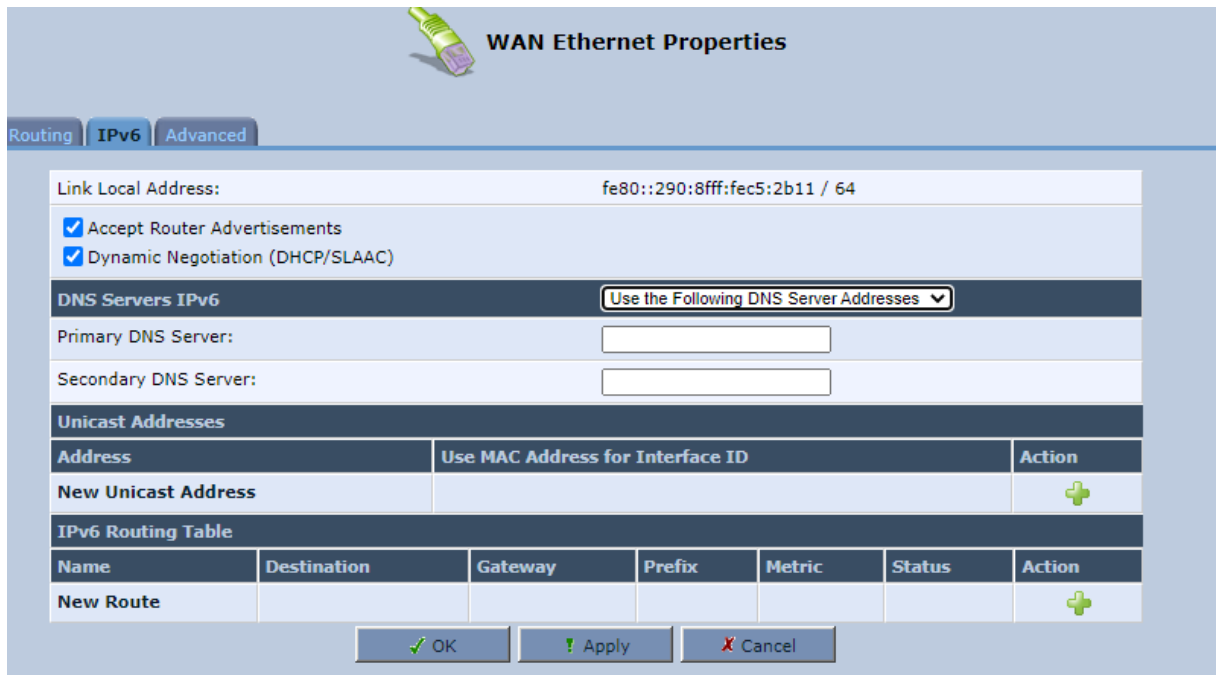 WAN Ethernet Properties
Routing IPv6 Advanced
Link Local Address: fe80::290:8fff:fec5:2b11 / 64
Accept Router Advertisements
Dynamic Negotiation (DHCP/SLAAC)
DNS Servers IPv6 Use the Following DNS Server Addresses
Primary DNS Server:
Secondary DNS Server:
Unicast Addresses
Address Use MAC Address for Interface ID Action
New Unicast Address
IPv6 Routing Table
Name Destination Gateway Prefix Metric Status Action
New Route
OK Apply Cancel